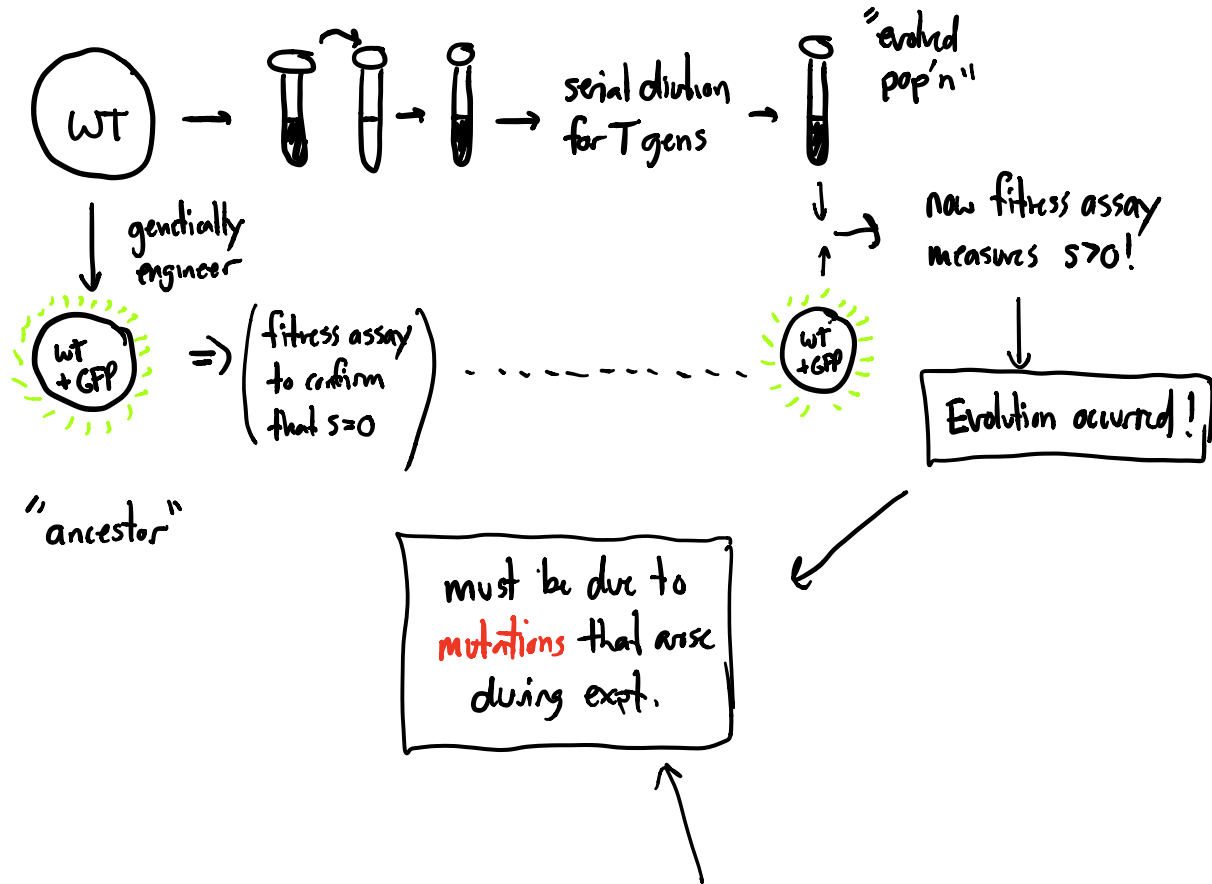 WT
serial dilution
for T gens
"evolved
pop'n"
genetically
engineer
now fitness assay
measures s>0!
WT
+ GFP
=> (fitness assay
to confirm
that s=0)
WT
+GFP
Evolution occurred!
"ancestor"
must be due to
mutations that arose
during expt.